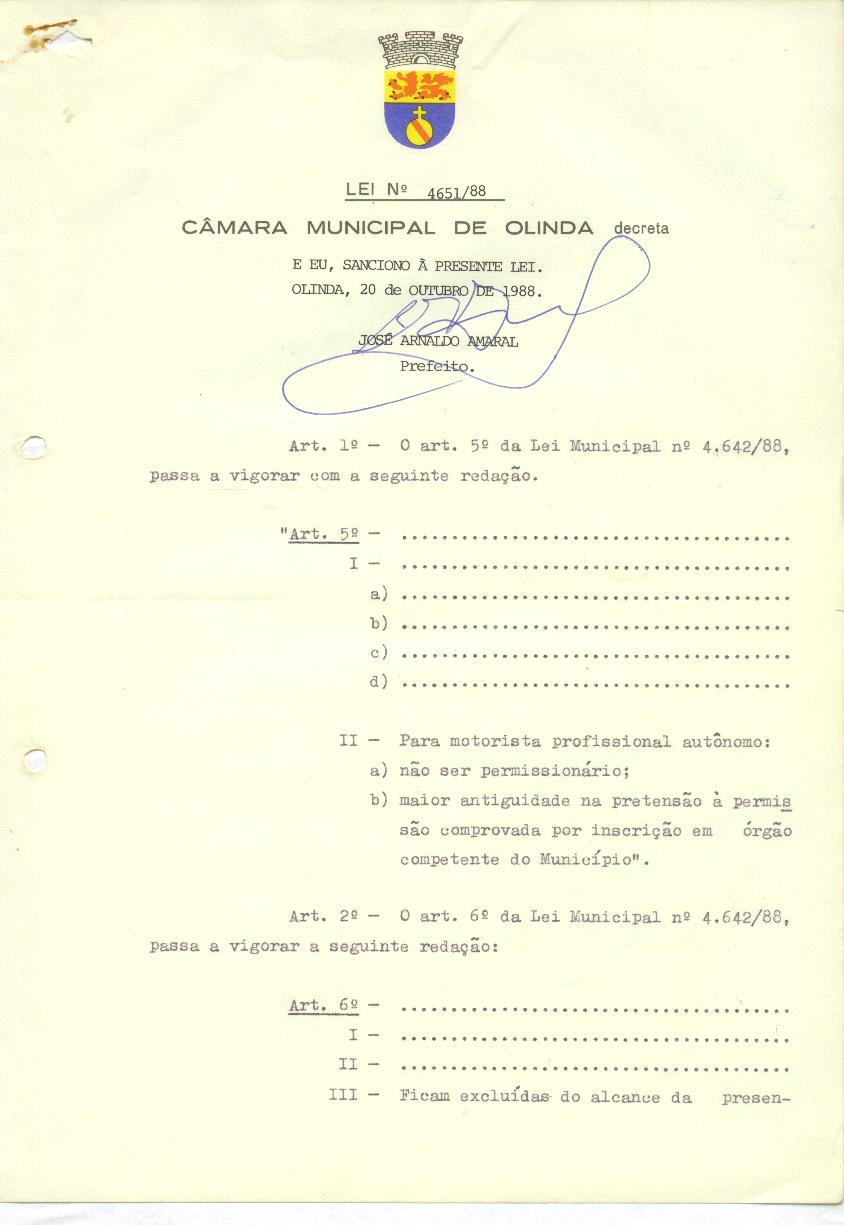 LEI Nº 4651/88
CÂMARA MUNICIPAL DE OLINDA decreta
E EU, SANCIONO À PRESENTE LEI.
OLINDA, 20 de OUTUBRO DE 1988.
JOSÉ ARNALDO AMARAL
Prefeito.
Art. 1º — O art. 5º da Lei Municipal nº 4.642/88,
passa a vigorar com a seguinte redação.
"Art. 5º — .......................................
I — .......................................
a) .......................................
b) .......................................
c) .......................................
d) .......................................
II — Para motorista profissional autônomo:
a) não ser permissionário;
b) maior antiguidade na pretensão à permis
são comprovada por inscrição em órgão
competente do Município".
Art. 2º — O art. 6º da Lei Municipal nº 4.642/88,
passa a vigorar a seguinte redação:
Art. 6º — .......................................
I — .......................................
II — .......................................
III — Ficam excluídas do alcance da presen-